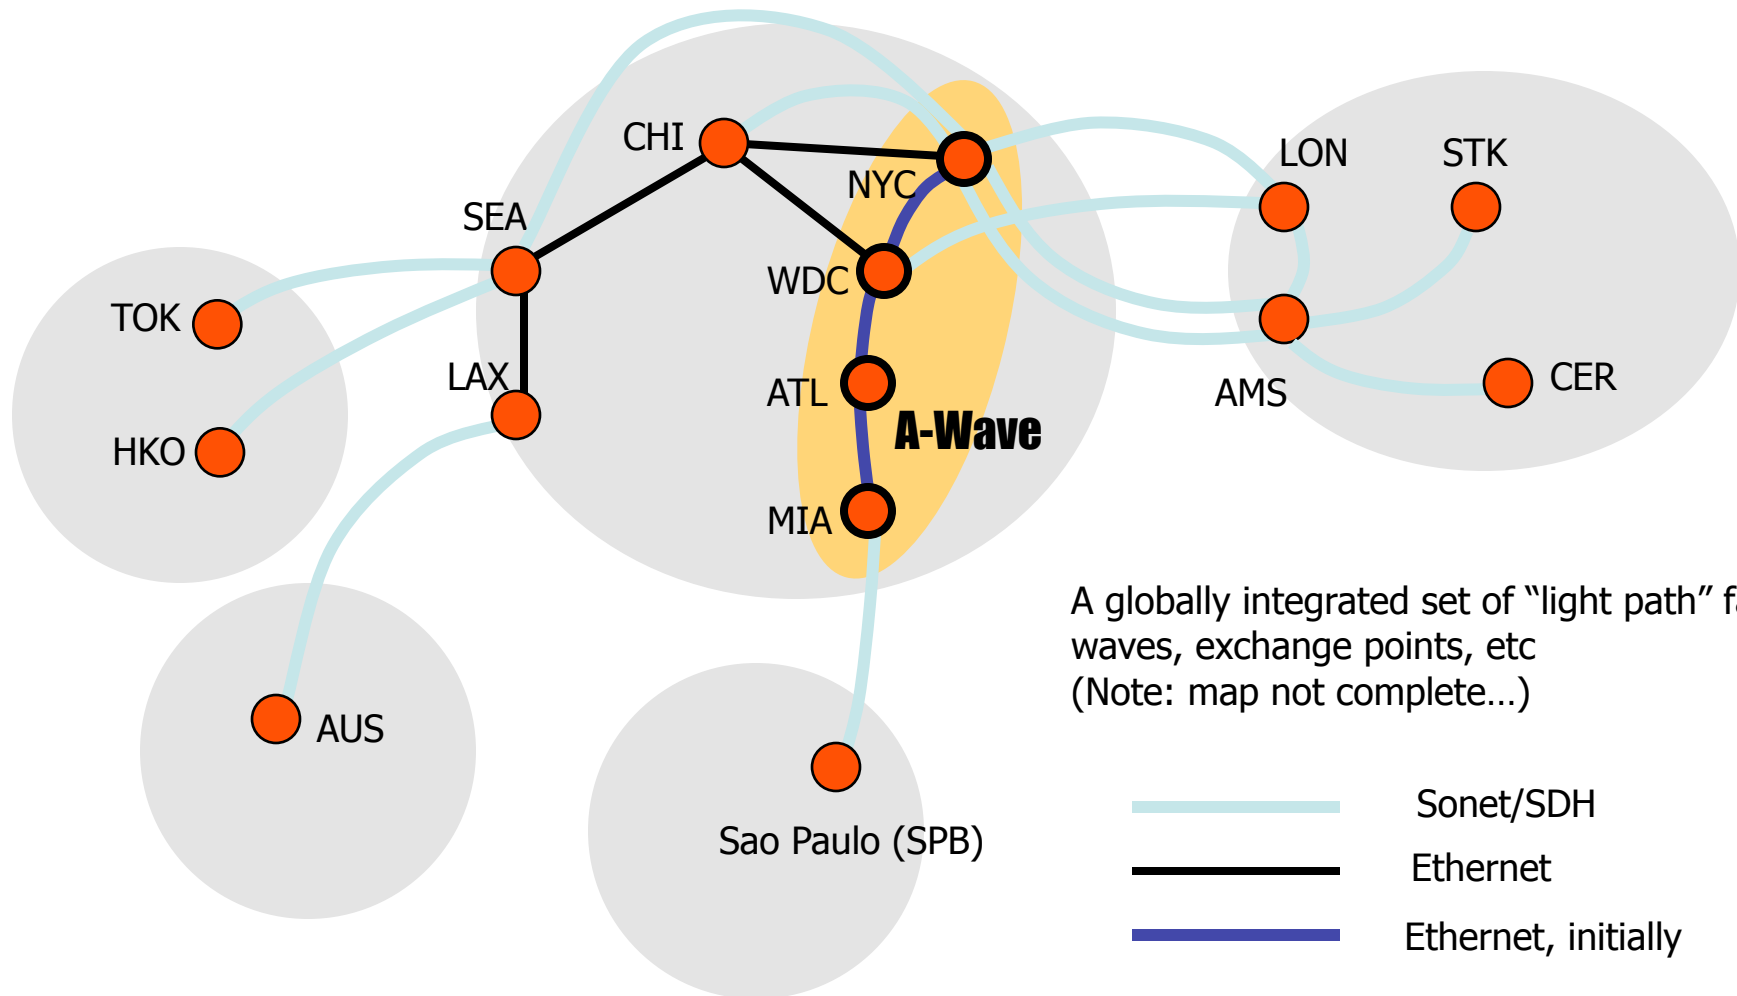 CHI
NYC
LON
STK
SEA
WDC
TOK
LAX
ATL
AMS
CER
A-Wave
HKO
MIA
A globally integrated set of “light path”
waves, exchange points, etc
(Note: map not complete…)
AUS
Sao Paulo (SPB)
Sonet/SDH
Ethernet
Ethernet, initially